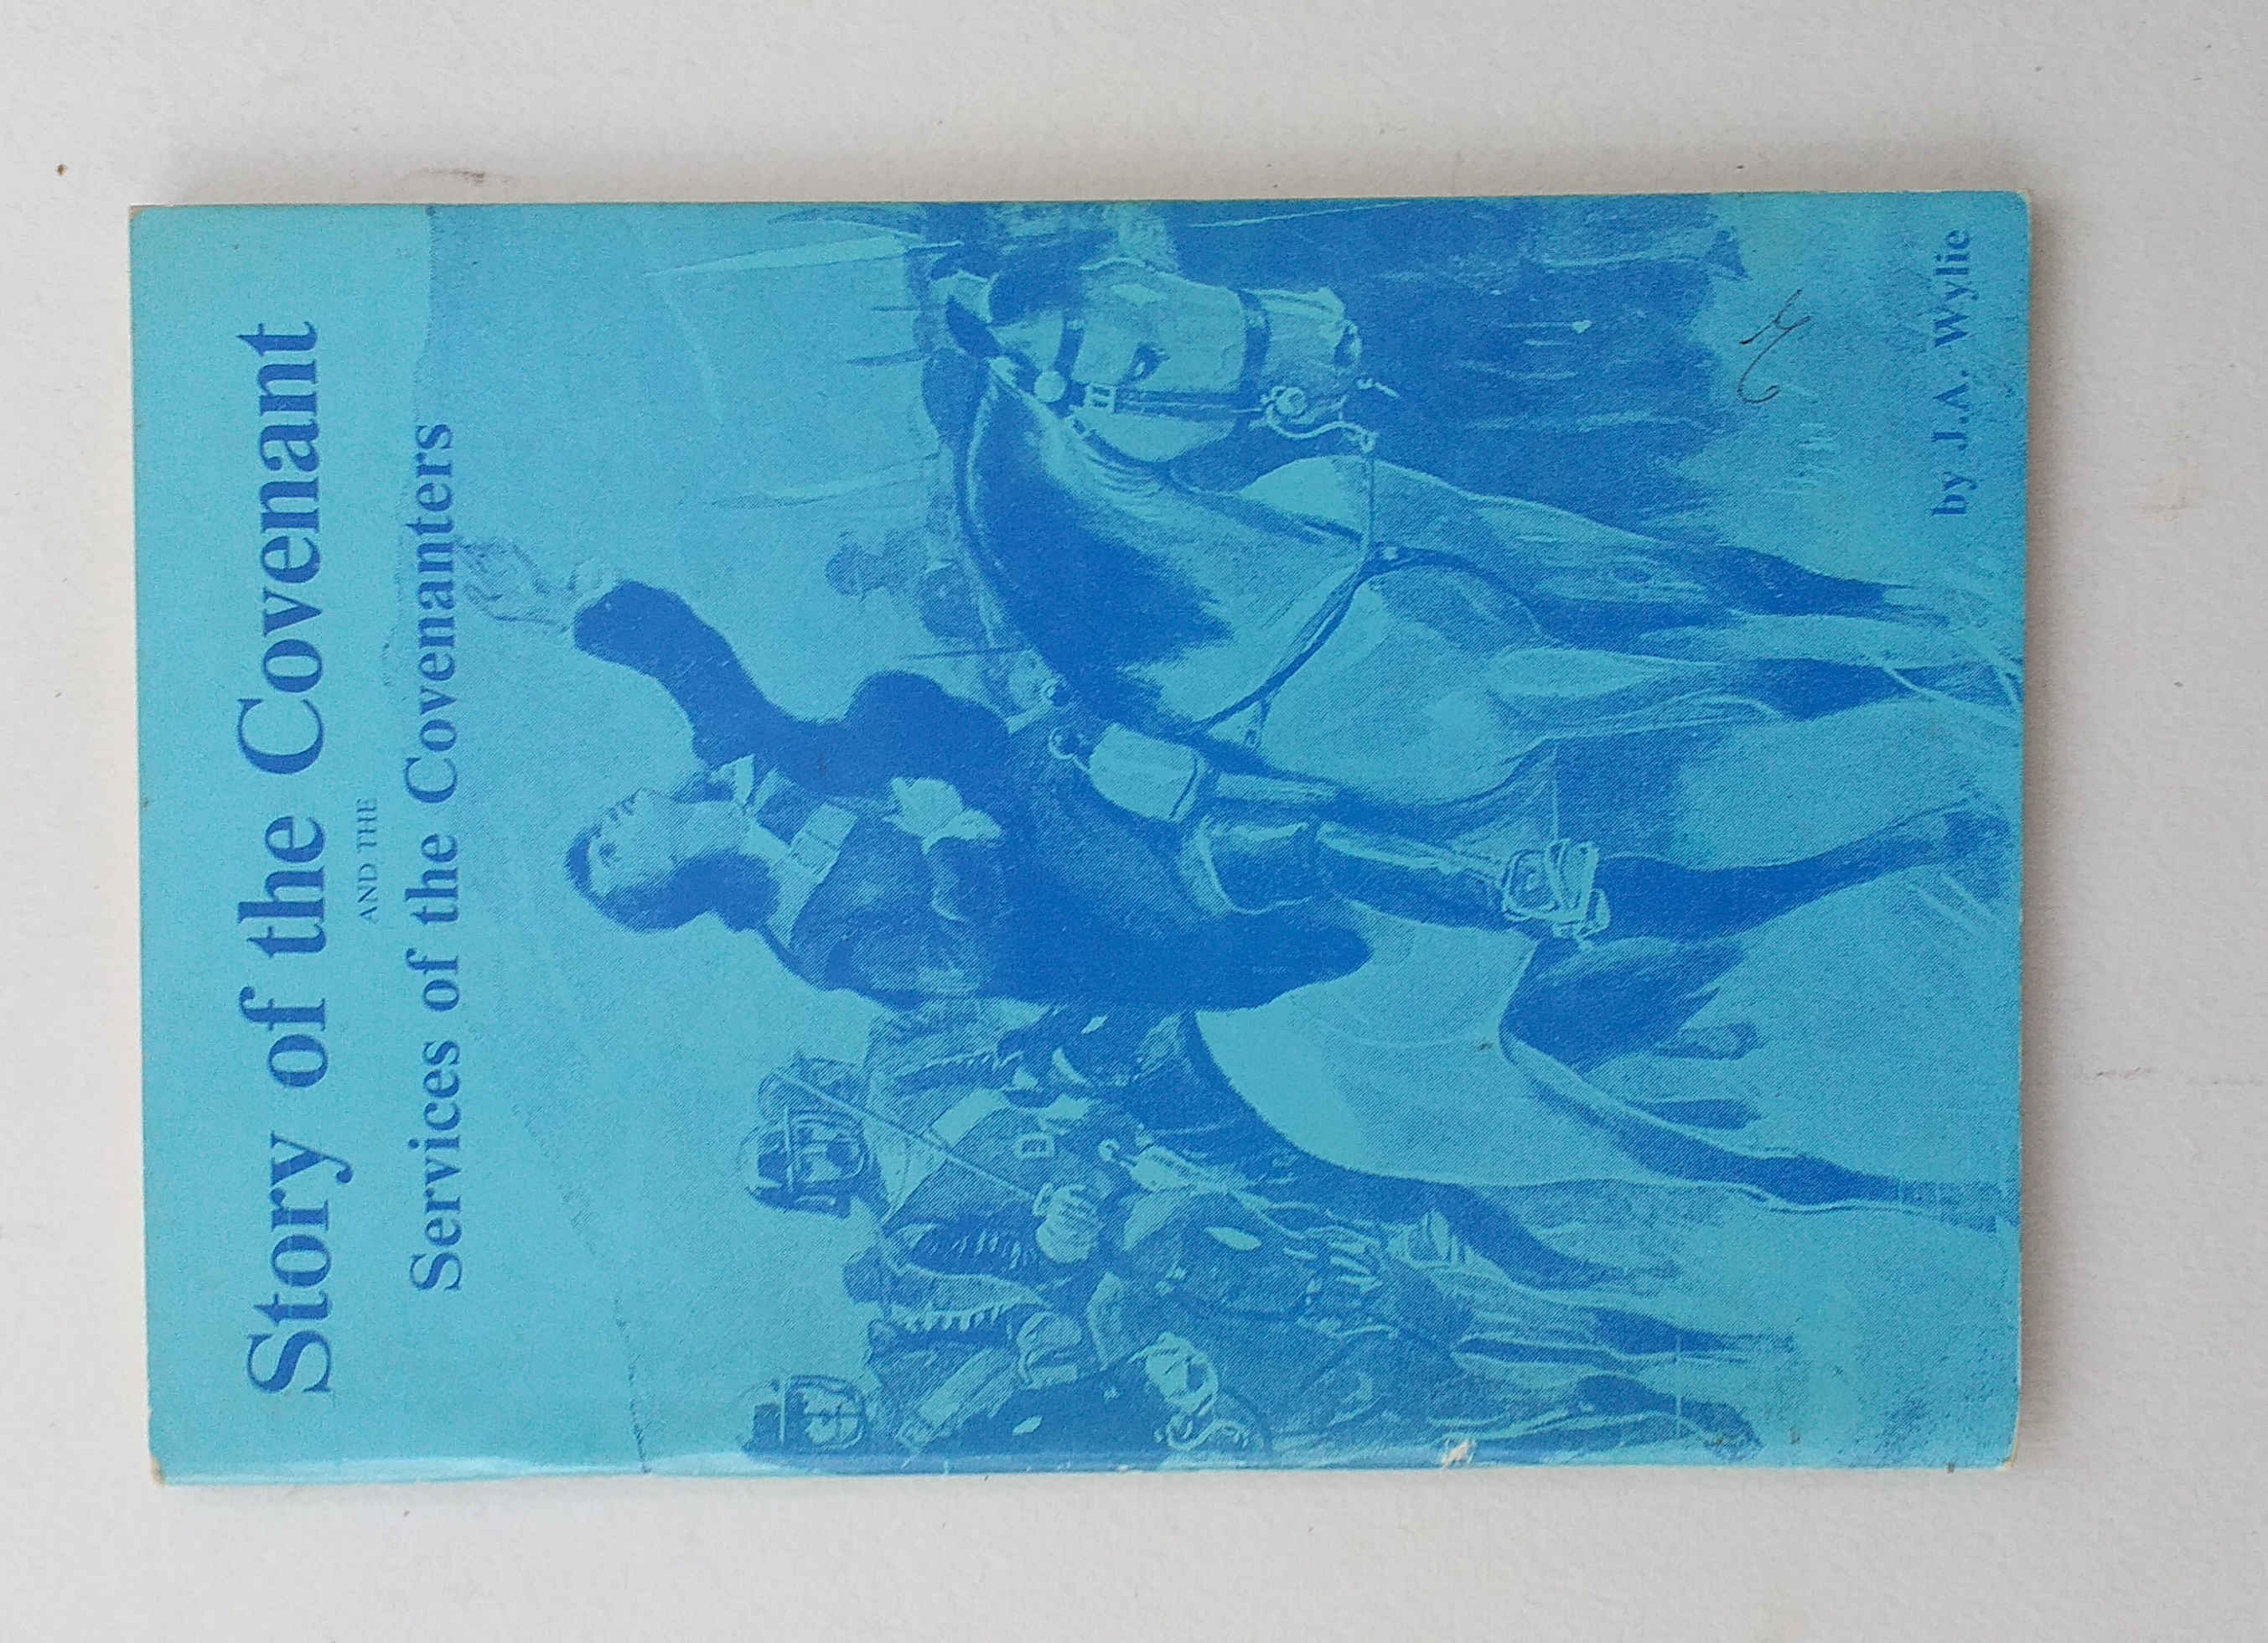 Story of the Covenant
AND THE
Services of the Covenanters
by J.A. Wylie